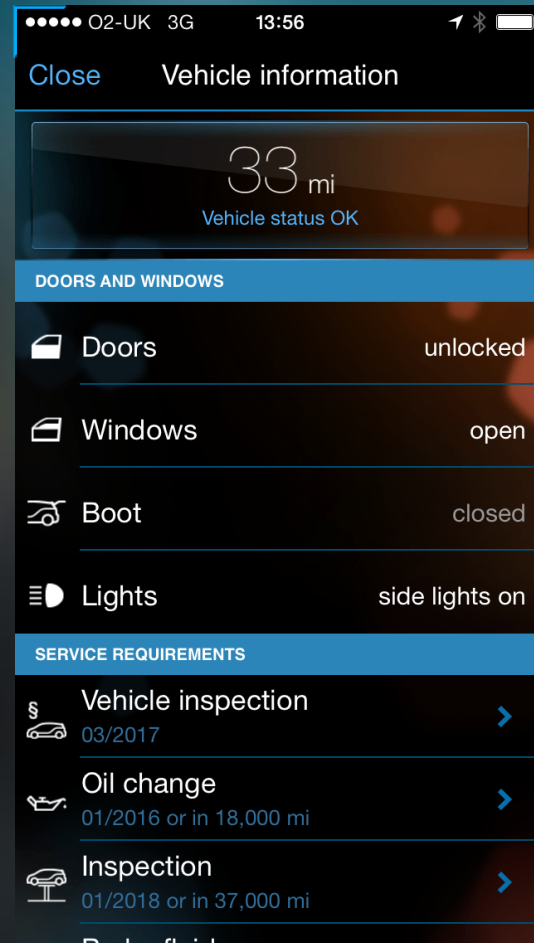 O2-UK 3G 13:56
Close Vehicle information
33 mi
Vehicle status OK
DOORS AND WINDOWS
Doors unlocked
Windows open
Boot closed
Lights side lights on
SERVICE REQUIREMENTS
§
Vehicle inspection
03/2017
Oil change
01/2016 or in 18,000 mi
Inspection
01/2018 or in 37,000 mi